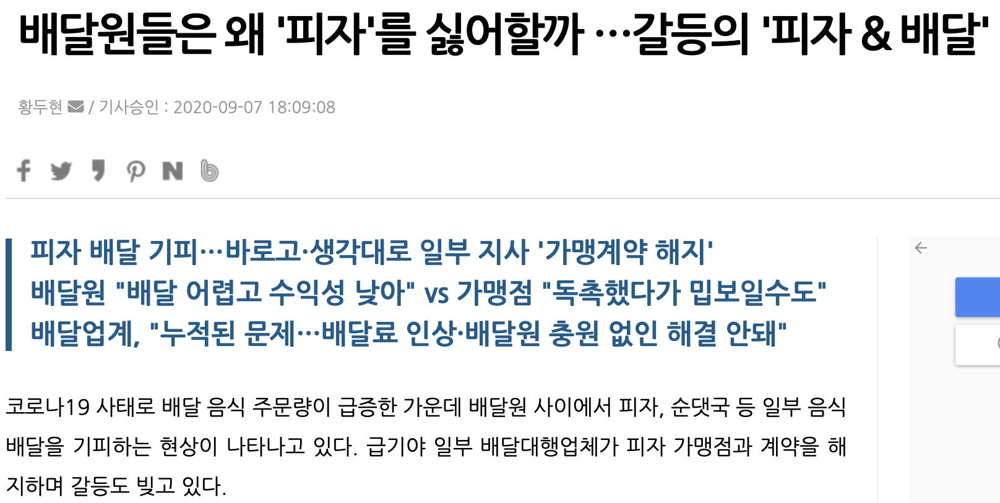 배달원들은 왜 '피자'를 싫어할까 …갈등의 '피자 & 배달'
황두현 / 기사승인 : 2020-09-07 18:09:08
피자 배달 기피…바로고·생각대로 일부 지사 '가맹계약 해지'
배달원 "배달 어렵고 수익성 낮아" vs 가맹점 "독촉했다가 밉보일수도"
배달업계, "누적된 문제…배달료 인상·배달원 충원 없인 해결 안돼"
코로나19 사태로 배달 음식 주문량이 급증한 가운데 배달원 사이에서 피자, 순댓국 등 일부 음식
배달을 기피하는 현상이 나타나고 있다. 급기야 일부 배달대행업체가 피자 가맹점과 계약을 해
지하며 갈등도 빚고 있다.